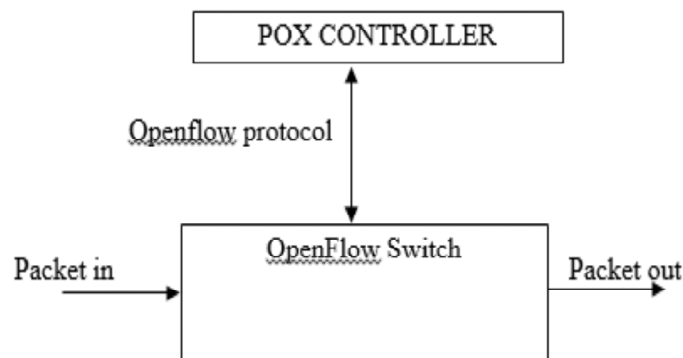 POX CONTROLLER
Openflow protocol
OpenFlow Switch
Packet in
Packet out